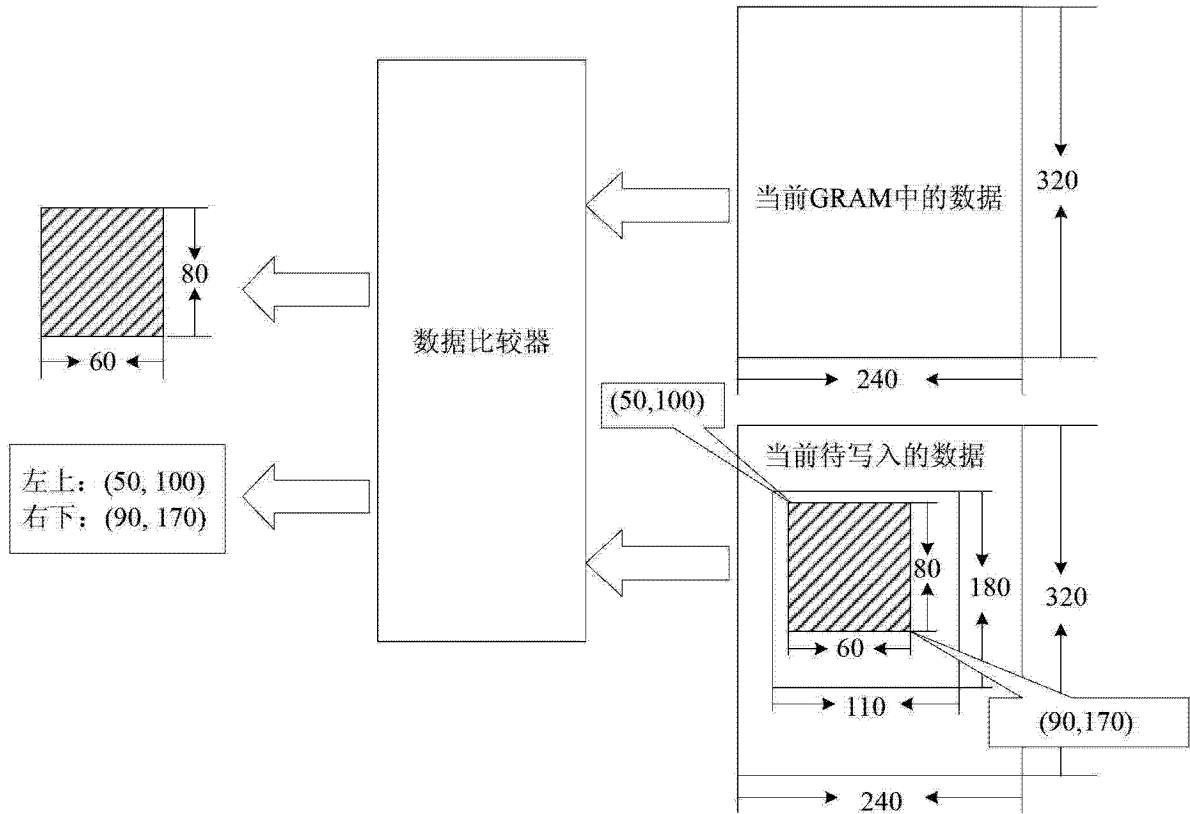 当前GRAM中的数据
320
240
数据比较器
80
60
左上：(50, 100)
右下：(90, 170)
(50,100)
当前待写入的数据
80
180
320
60
110
(90,170)
240